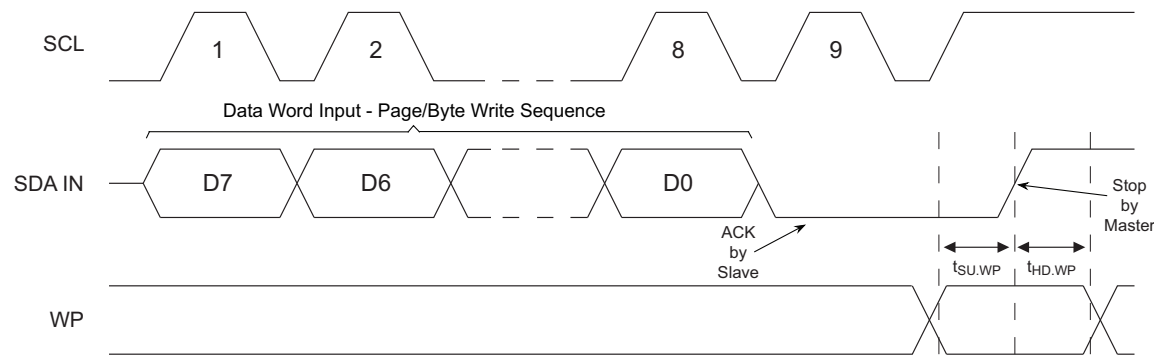 SCL
1
2
8
9
Data Word Input - Page/Byte Write Sequence
SDA IN
D7
D6
D0
Stop
by
Master
ACK
by
Slave
tSU.WP
tHD.WP
WP